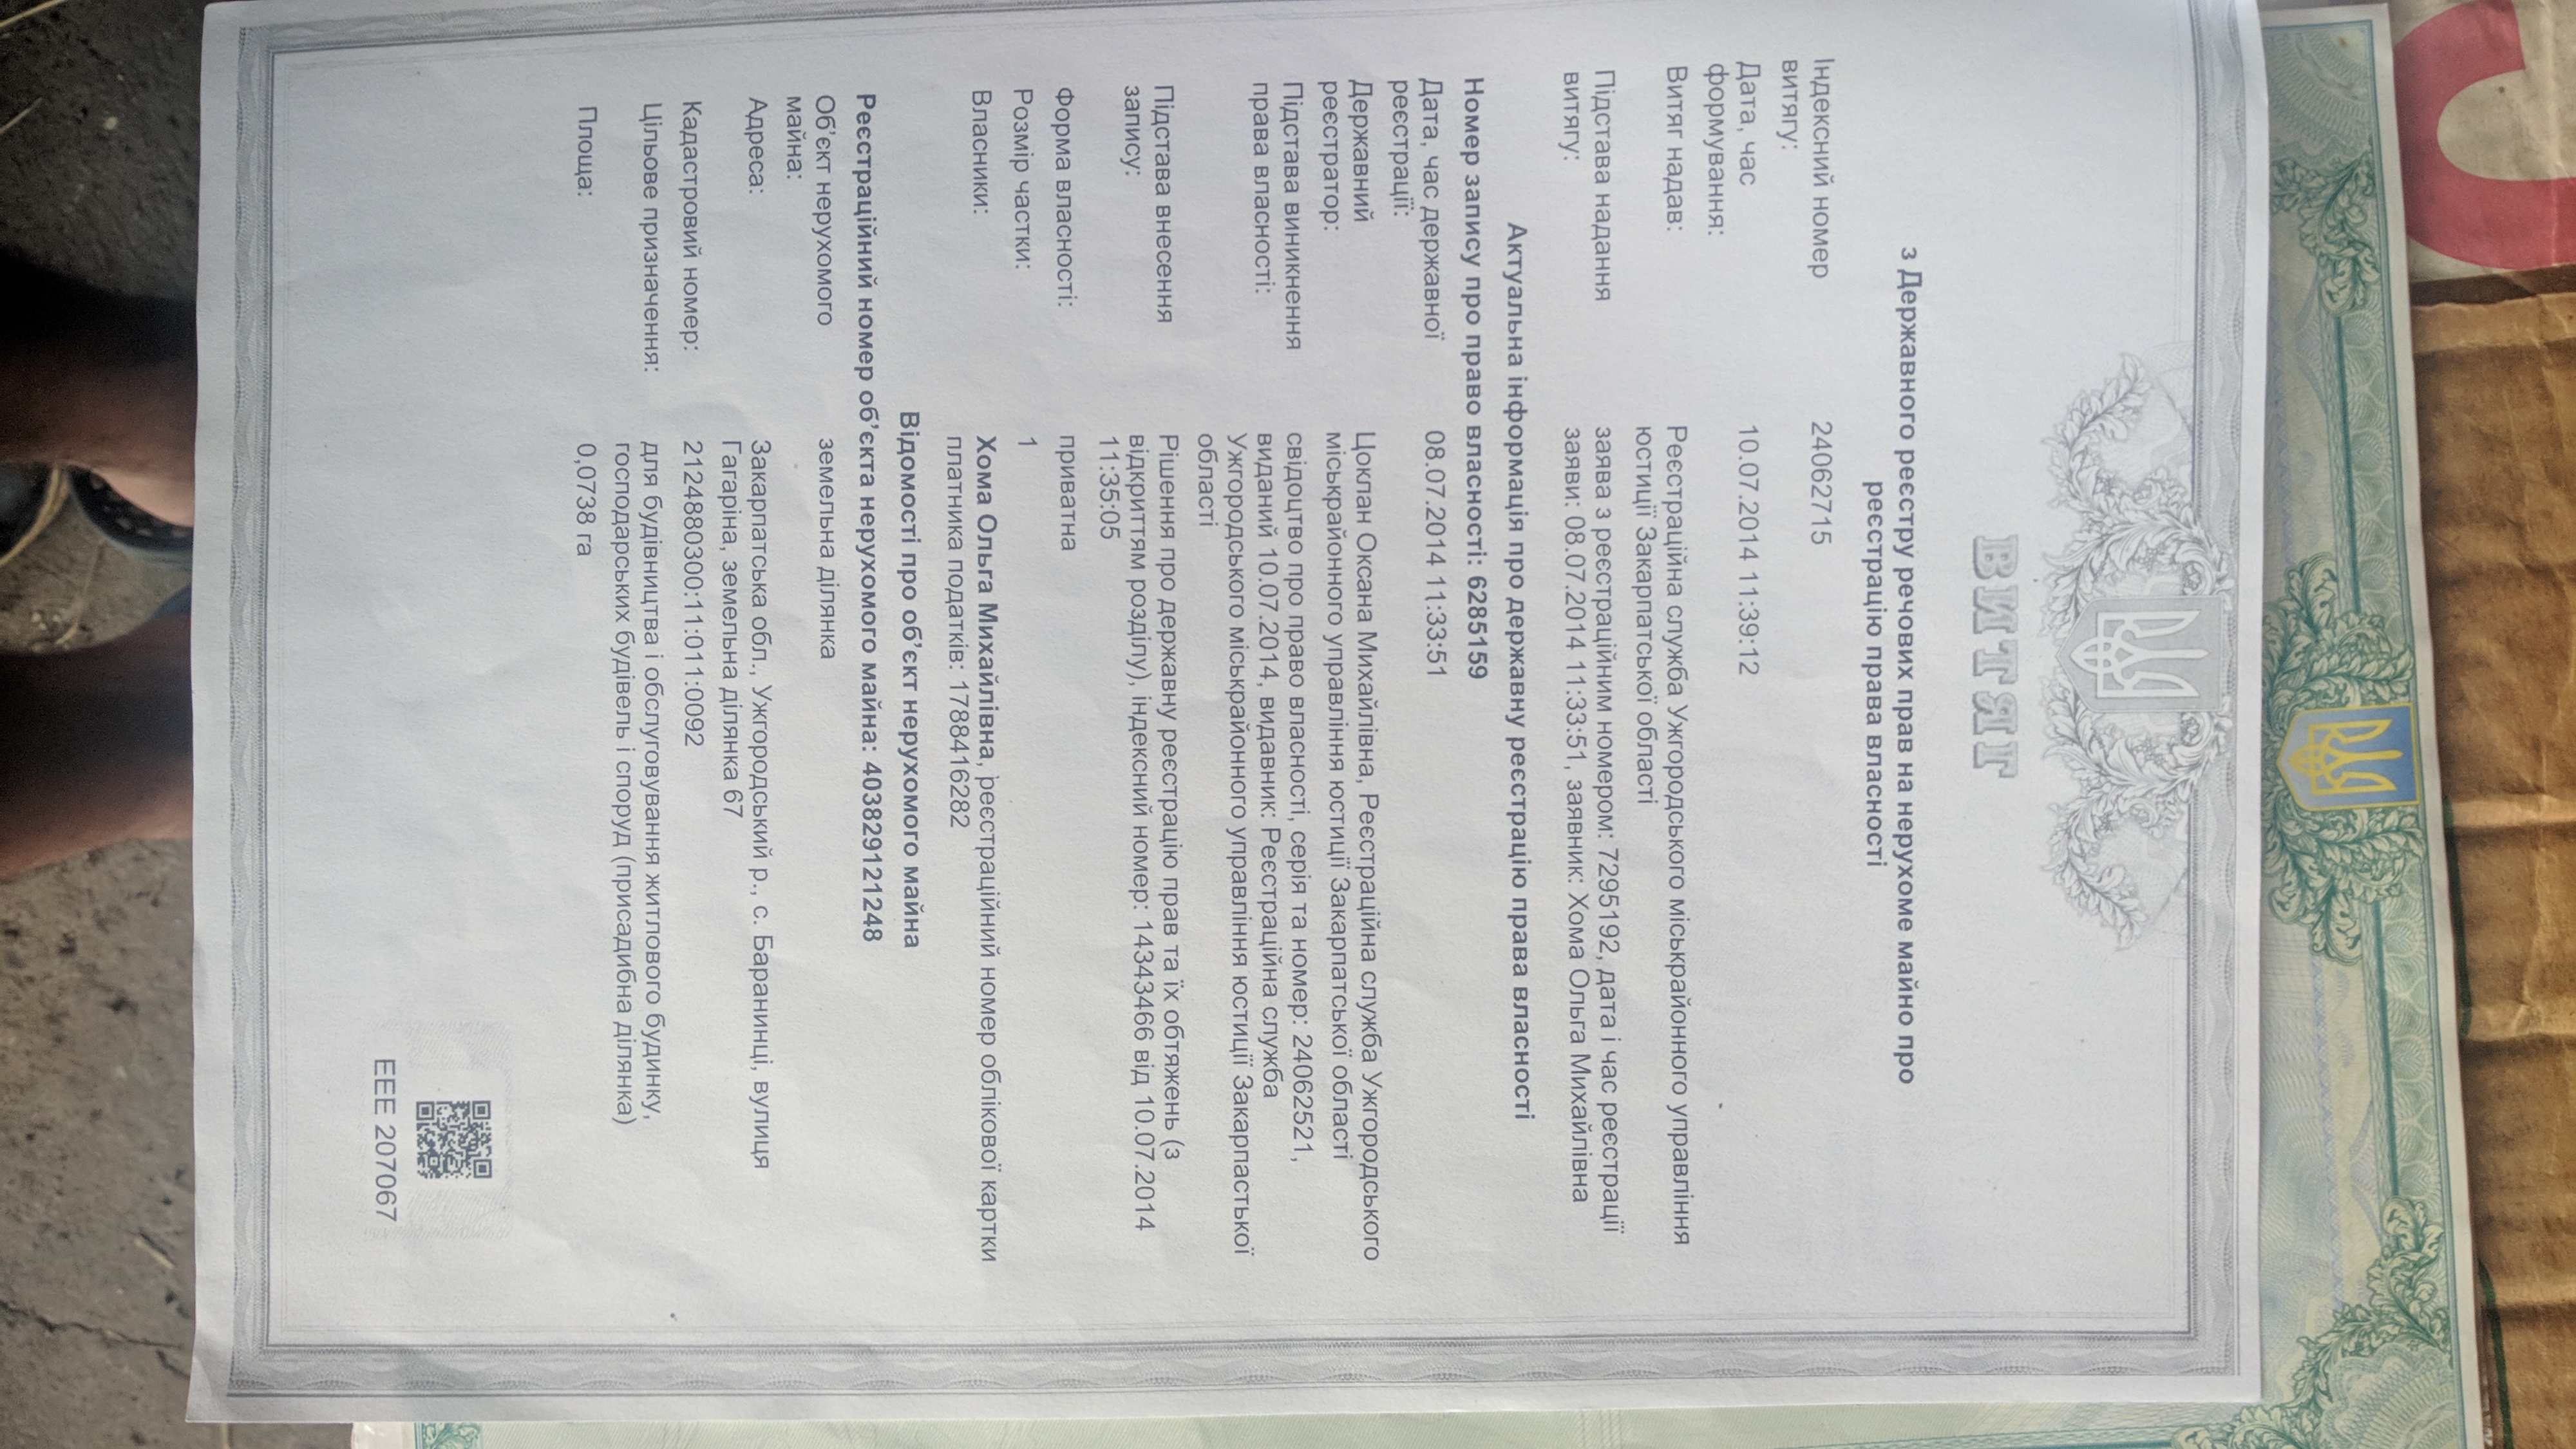 ВИТЯГ
з Державного реєстру речових прав на нерухоме майно про
реєстрацію права власності
Індексний номер
витягу:
24062715
Дата, час
формування:
10.07.2014 11:39:12
Витяг надав:
Реєстраційна служба Ужгородського міськрайонного управління
юстиції Закарпатської області
Підстава надання
витягу:
заява з реєстраційним номером: 7295192, дата і час реєстрації
заяви: 08.07.2014 11:33:51, заявник: Хома Ольга Михайлівна
Актуальна інформація про державну реєстрацію права власності
Номер запису про право власності: 6285159
Дата, час державної
реєстрації:
08.07.2014 11:33:51
Державний
реєстратор:
Цоклан Оксана Михайлівна, Реєстраційна служба Ужгородського
міськрайонного управління юстиції Закарпатської області
Підстава виникнення
права власності:
свідоцтво про право власності, серія та номер: 24062521,
виданий 10.07.2014, видавник: Реєстраційна служба
Ужгородського міськрайонного управління юстиції Закарпастької
області
Підстава внесення
запису:
Рішення про державну реєстрацію прав та їх обтяжень (з
відкриттям розділу), індексний номер: 14343466 від 10.07.2014
11:35:05
Форма власності:
приватна
Розмір частки:
1
Власники:
Хома Ольга Михайлівна, реєстраційний номер облікової картки
платника податків: 1788416282
Відомості про об'єкт нерухомого майна
Реєстраційний номер об'єкта нерухомого майна: 403829121248
Об'єкт нерухомого
майна:
земельна ділянка
Адреса:
Закарпатська обл., Ужгородський р., с. Баранинці, вулиця
Гагаріна, земельна ділянка 67
Кадастровий номер:
2124880300:11:011:0092
Цільове призначення:
для будівництва і обслуговування житлового будинку,
господарських будівель і споруд (присадибна ділянка)
Площа:
0,0738 га
ЕЕЕ 207067